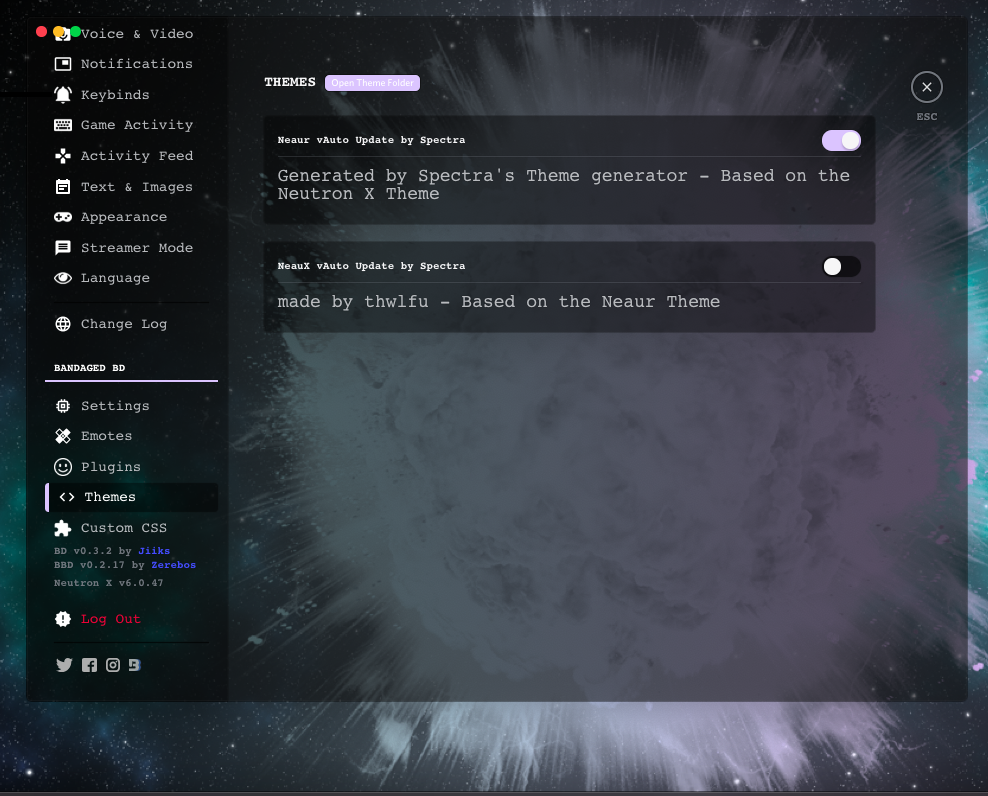 Voice & Video
Notifications
Keybinds
Game Activity
Activity Feed
Text & Images
Appearance
Streamer Mode
Language
Change Log
BANDAGED BD
Settings
Emotes
Plugins
Themes
Custom CSS
BD v0.3.2 by Jiiks
BBD v0.2.17 by Zerebos
Neutron X v6.0.47
Log Out
THEMES Open Theme Folder
ESC
Neaur vAuto Update by Spectra
Generated by Spectra's Theme generator - Based on the
Neutron X Theme
NeauX vAuto Update by Spectra
made by thwlfu - Based on the Neaur Theme